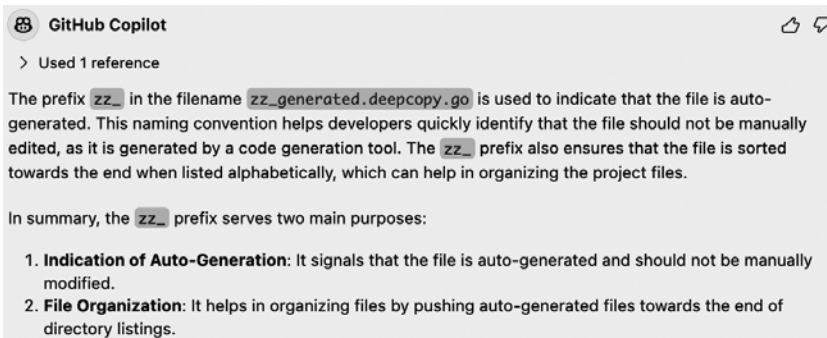 GitHub Copilot
> Used 1 reference
The prefix zz_ in the filename zz_generated.deepcopy.go is used to indicate that the file is auto-
generated. This naming convention helps developers quickly identify that the file should not be manually
edited, as it is generated by a code generation tool. The zz_ prefix also ensures that the file is sorted
towards the end when listed alphabetically, which can help in organizing the project files.
In summary, the zz_ prefix serves two main purposes:
1. Indication of Auto-Generation: It signals that the file is auto-generated and should not be manually
modified.
2. File Organization: It helps in organizing files by pushing auto-generated files towards the end of
directory listings.